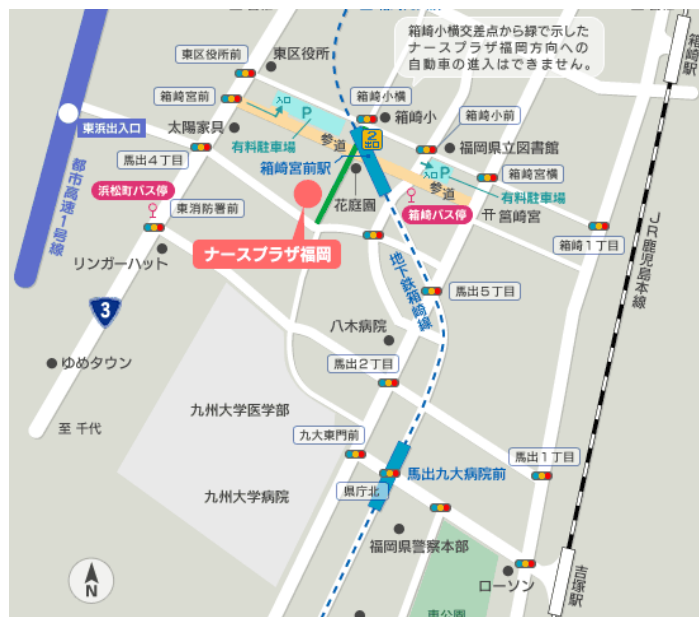 箱崎小横交差点から緑で示した
ナースプラザ福岡方向への
自動車の進入はできません。
箱崎駅
東区役所前
東区役所
箱崎宮前
入口
P
有料駐車場
太陽家具
箱崎小横
箱崎小
2
出口
参道
箱崎小前
福岡県立図書館
東浜出入口
馬出4丁目
箱崎宮前駅
入口
P
参道
箱崎宮横
有料駐車場
浜松町バス停
東消防署前
花庭園
箱崎バス停
筥崎宮
都市高速1号線
リンガーハット
ナースプラザ福岡
箱崎1丁目
JR鹿児島本線
地下鉄箱崎線
馬出5丁目
3
八木病院
ゆめタウン
馬出2丁目
至 千代
九州大学医学部
九大東門前
馬出1丁目
馬出九大病院前
九州大学病院
県庁北
福岡県警察本部
N
ローソン
吉塚駅